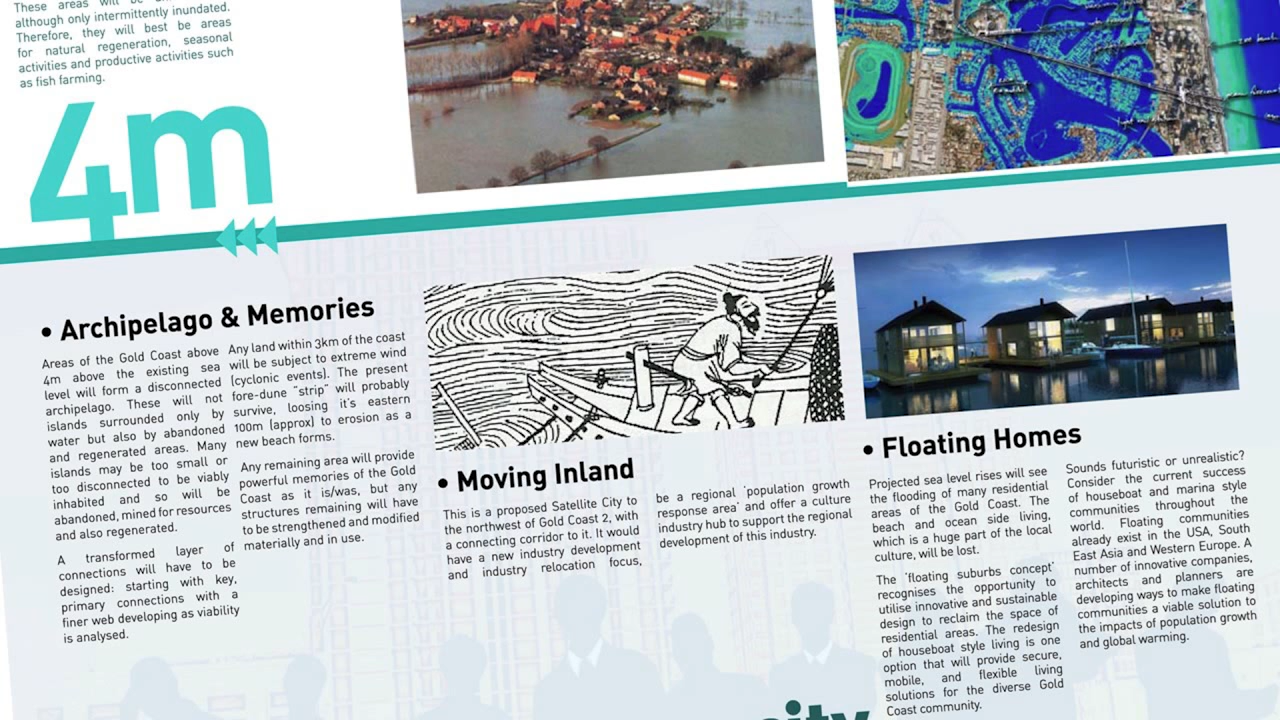 These areas will be
although only intermittently inundated.
Therefore, they will best be areas
for natural regeneration, seasonal
activities and productive activities such
as fish farming.
4m
• Archipelago & Memories
Areas of the Gold Coast above
4m above the existing sea
level will form a disconnected
archipelago. These will not
islands surrounded only by
water but also by abandoned
and regenerated areas. Many
islands may be too small or
too disconnected to be viably
inhabited and so will be
abandoned, mined for resources
and also regenerated.
A transformed layer of
connections will have to be
designed: starting with key,
primary connections with a
finer web developing as viability
is analysed.
Any land within 3km of the coast
will be subject to extreme wind
(cyclonic events). The present
fore-dune “strip” will probably
survive, loosing it’s eastern
100m (approx) to erosion as a
new beach forms.
Any remaining area will provide
powerful memories of the Gold
Coast as it is/was, but any
structures remaining will have
to be strengthened and modified
materially and in use.
• Moving Inland
This is a proposed Satellite City to
the northwest of Gold Coast 2, with
a connecting corridor to it. It would
have a new industry development
and industry relocation focus,
be a regional ‘population growth
response area’ and offer a culture
industry hub to support the regional
development of this industry.
• Floating Homes
Projected sea level rises will see
the flooding of many residential
areas of the Gold Coast. The
beach and ocean side living,
which is a huge part of the local
culture, will be lost.
The ‘floating suburbs concept’
recognises the opportunity to
utilise innovative and sustainable
design to reclaim the space of
residential areas. The redesign
of houseboat style living is one
option that will provide secure,
mobile, and flexible living
solutions for the diverse Gold
Coast community.
Sounds futuristic or unrealistic?
Consider the current success
of houseboat and marina style
communities throughout the
world. Floating communities
already exist in the USA, South
East Asia and Western Europe. A
number of innovative companies,
architects and planners are
developing ways to make floating
communities a viable solution to
the impacts of population growth
and global warming.
city